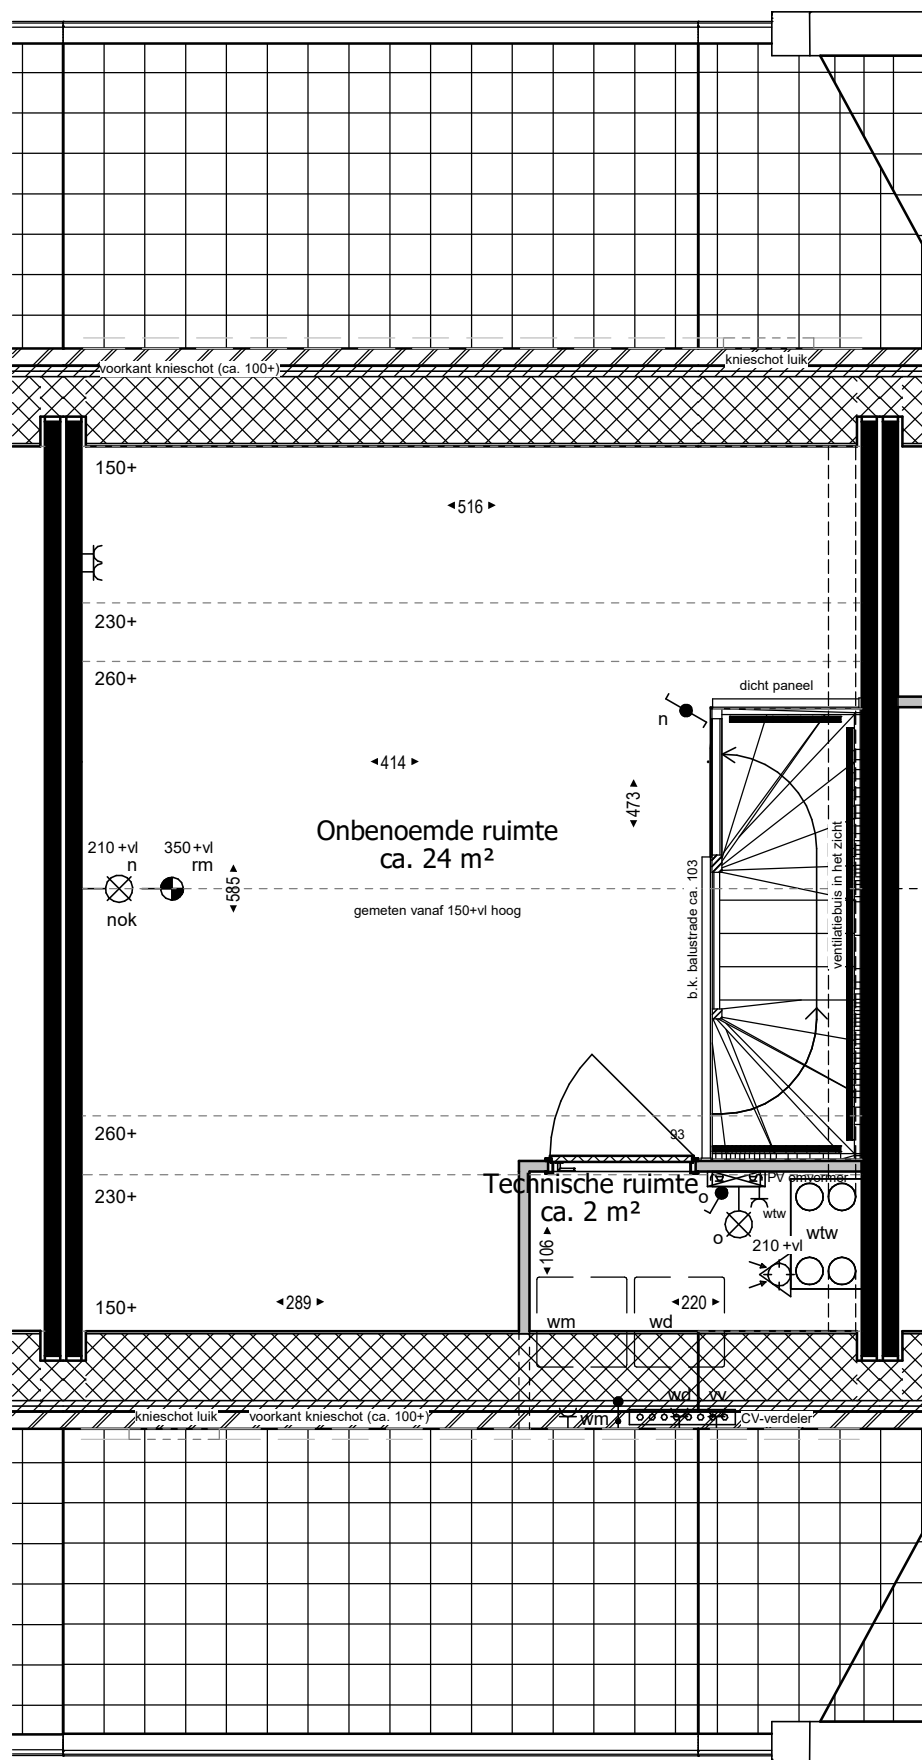 voorkant knieschot (ca. 100+)
knieschot luik
150+
516
230+
260+
dicht paneel
n
414
473
Onbenoemde ruimte
ca. 24 m²
210 +vl
n
350 +vl
rm
nok
585
gemeten vanaf 150+vl hoog
b.k. balustrade ca. 103
ventilatiebuis in het zicht
260+
93
230+
Technische ruimte
ca. 2 m²
PV omvormer
o
o
wtw
wtw
210 +vl
106
150+
289
220
wm
wd
wd
vv
knieschot luik
voorkant knieschot (ca. 100+)
wm
CV-verdeler